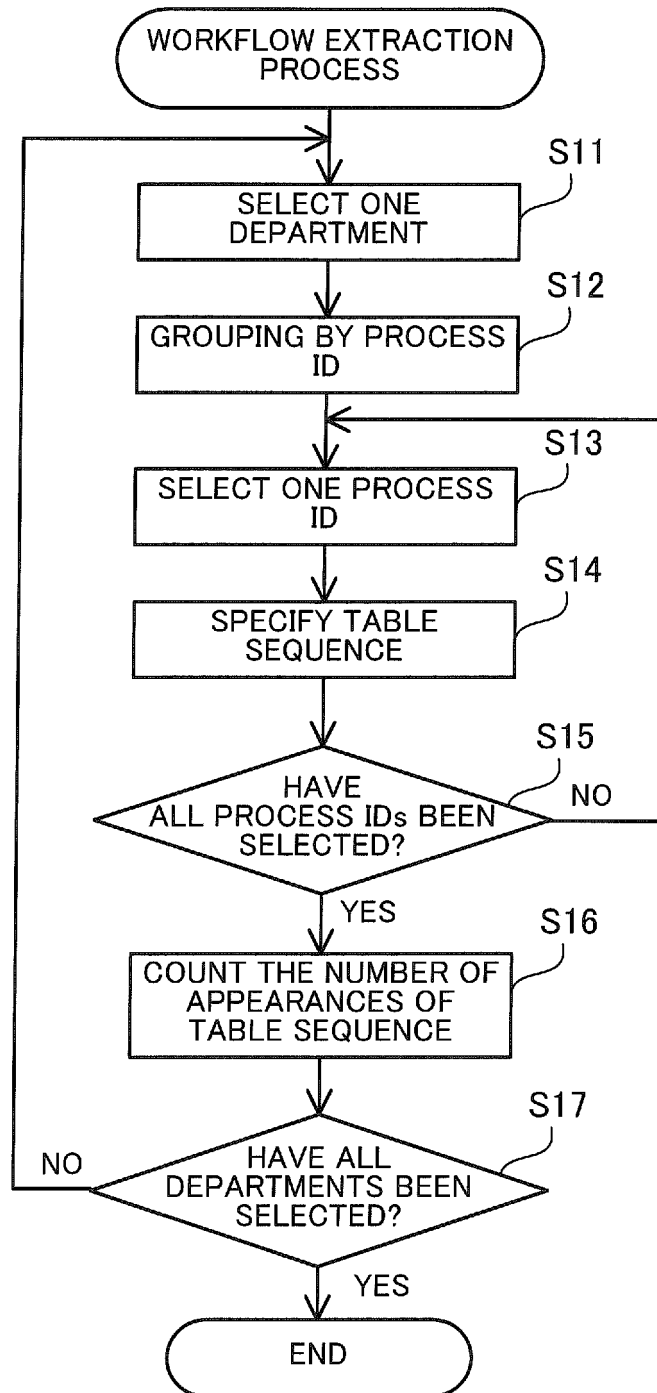 WORKFLOW EXTRACTION
PROCESS
S11
SELECT ONE
DEPARTMENT
S12
GROUPING BY PROCESS
ID
S13
SELECT ONE PROCESS
ID
S14
SPECIFY TABLE
SEQUENCE
S15
HAVE
ALL PROCESS IDs BEEN
SELECTED?
NO
YES
S16
COUNT THE NUMBER OF
APPEARANCES OF
TABLE SEQUENCE
S17
NO
HAVE ALL
DEPARTMENTS BEEN
SELECTED?
YES
END